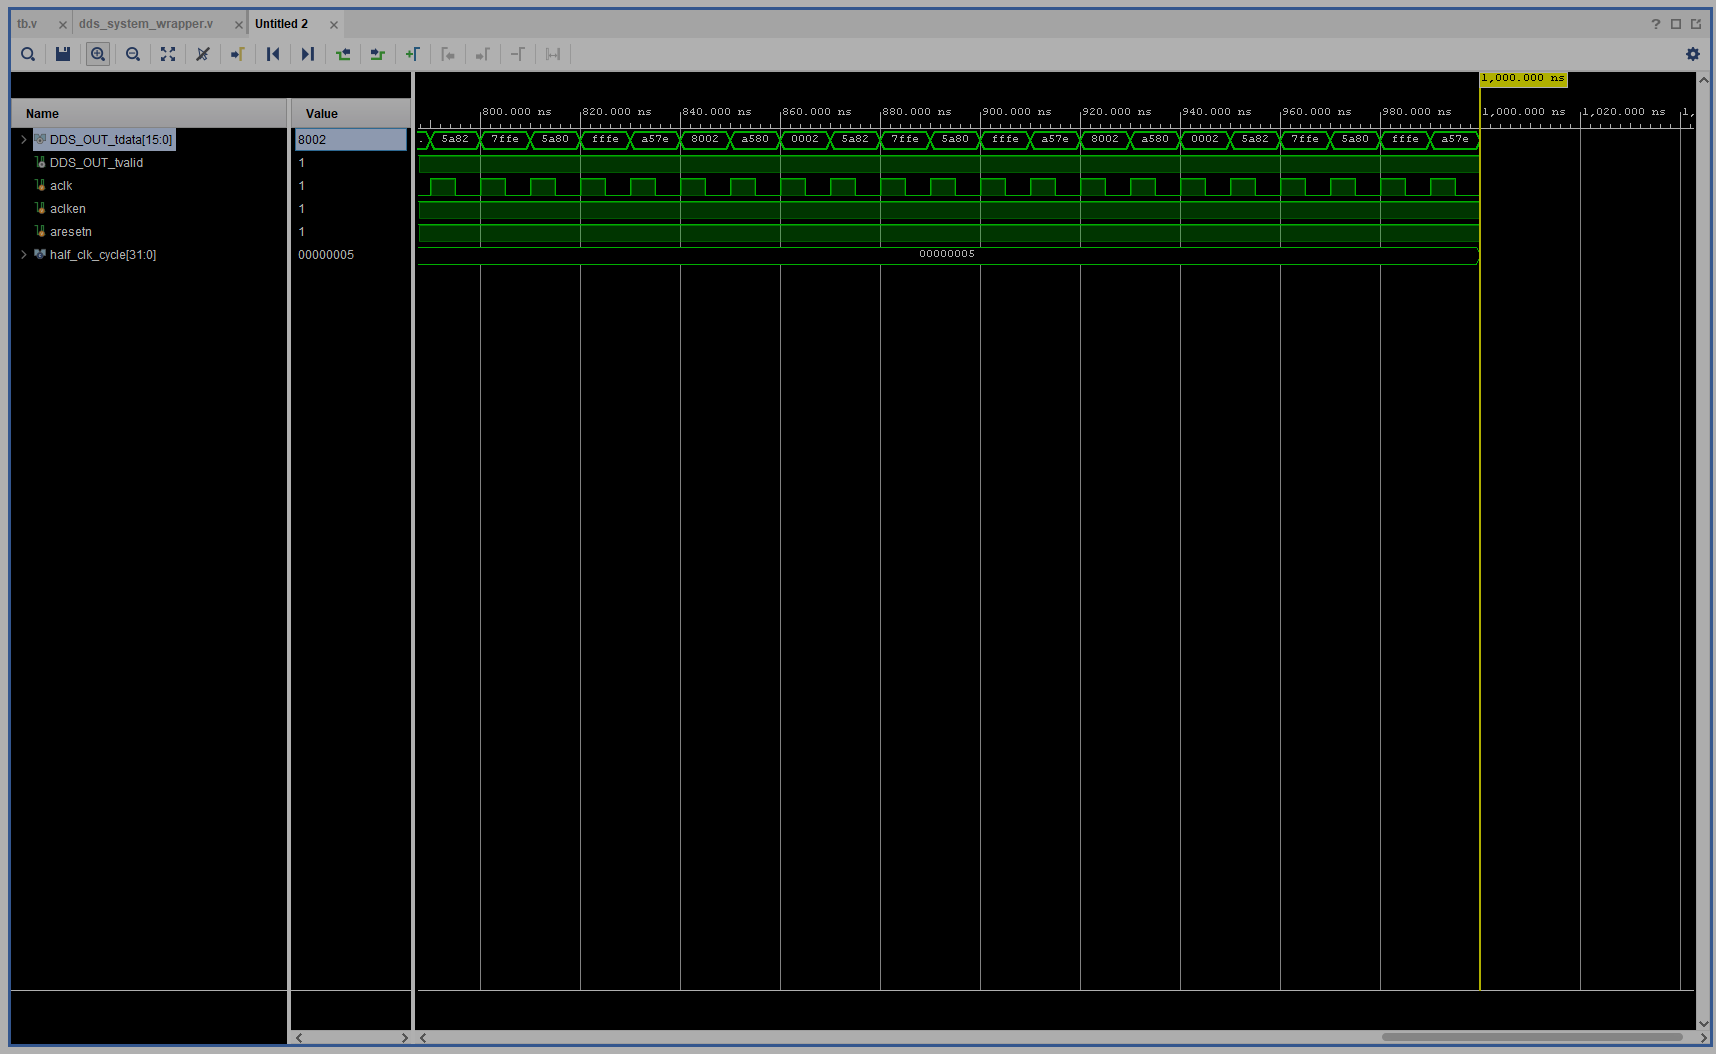 tb.v × dds_system_wrapper.v × Untitled 2 ×
?
1,000.000 ns
Name Value
800.000 ns 820.000 ns 840.000 ns 860.000 ns 880.000 ns 900.000 ns 920.000 ns 940.000 ns 960.000 ns 980.000 ns 1,000.000 ns 1,020.000 ns 1,
DDS_OUT_tdata[15:0] 8002 . 5a82 7ffe 5a80 fffe a57e 8002 a580 0002 5a82 7ffe 5a80 fffe a57e 8002 a580 0002 5a82 7ffe 5a80 fffe a57e
DDS_OUT_tvalid 1
aclk 1
aclken 1
aresetn 1
half_clk_cycle[31:0] 00000005 00000005